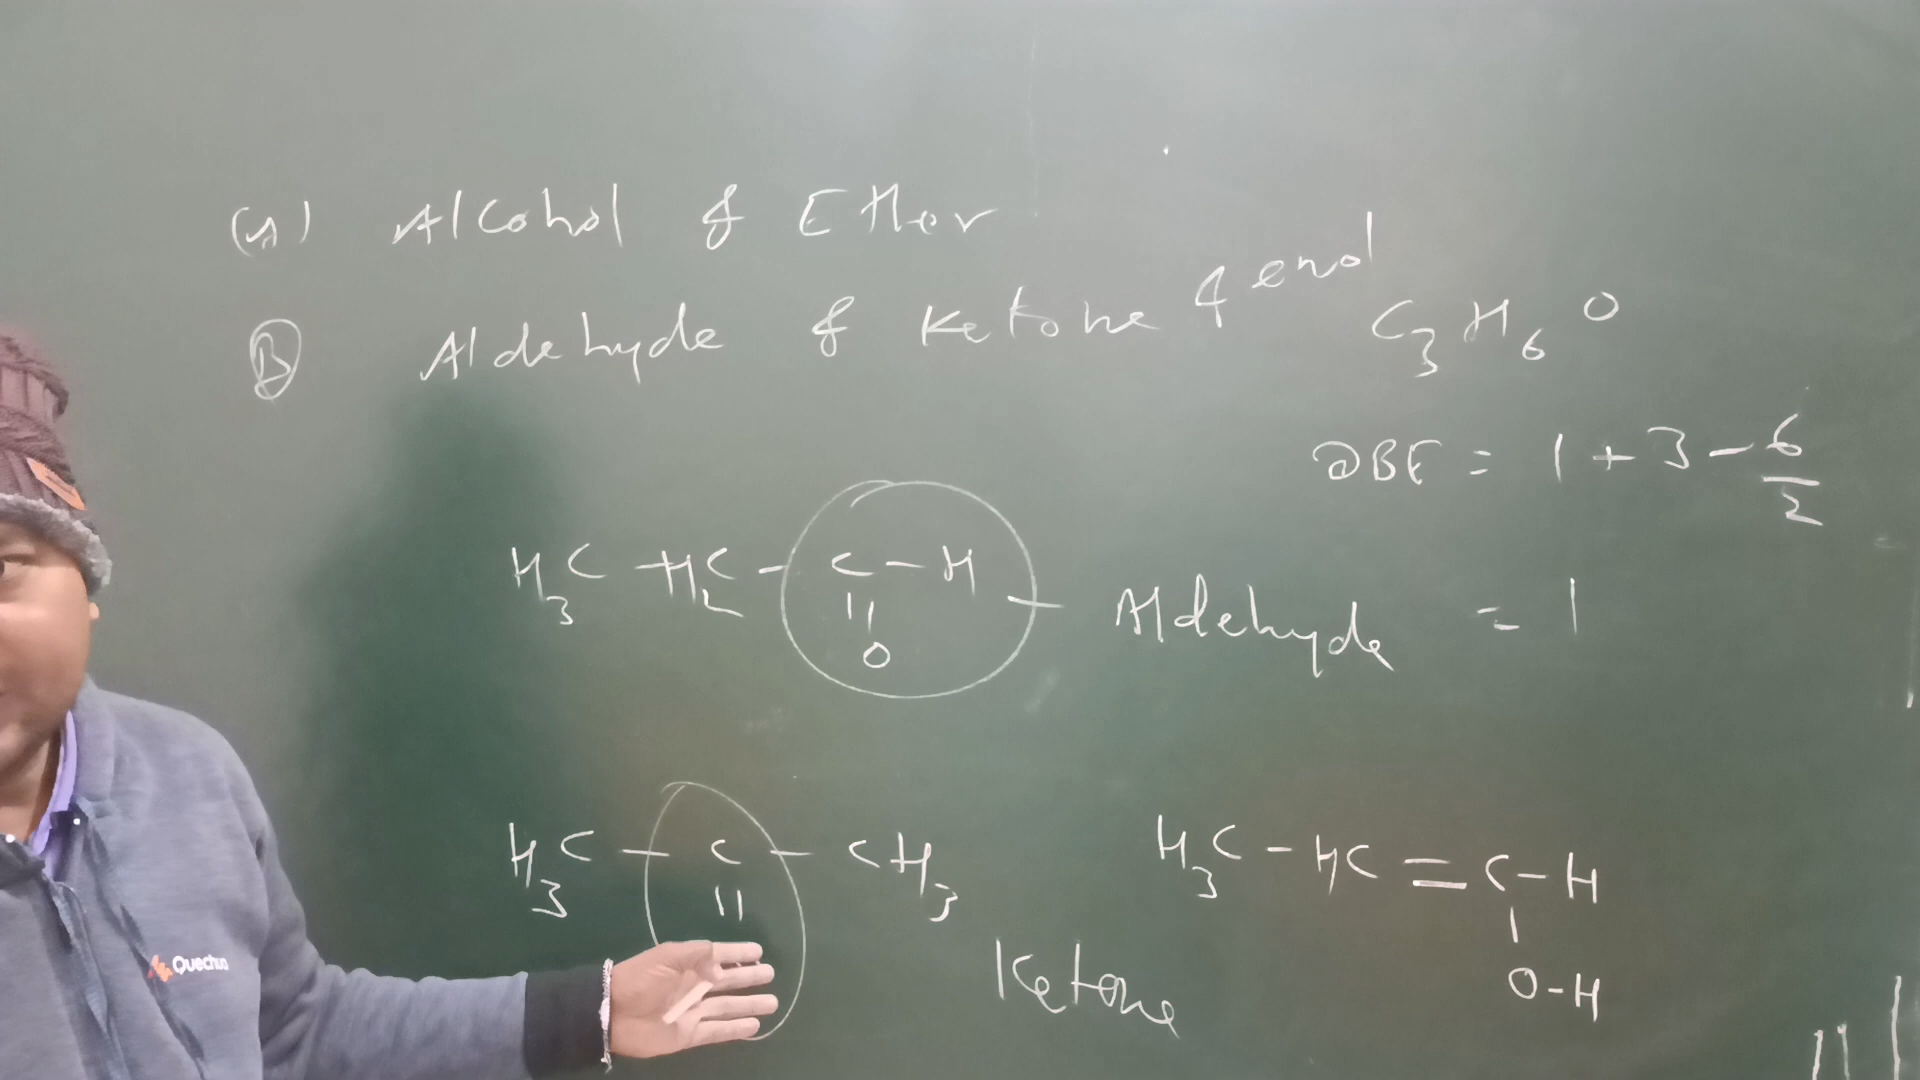 (A) Alcohol & Ether
(B) Aldehyde & Ketone & enol
C3H6O
DBE = 1 + 3 - 6/2
H3C - H2C - C - H
||
O
Aldehyde
= 1
H3C - C - CH3
||
Ketone
H3C - HC = C - H
|
O-H
Quechua